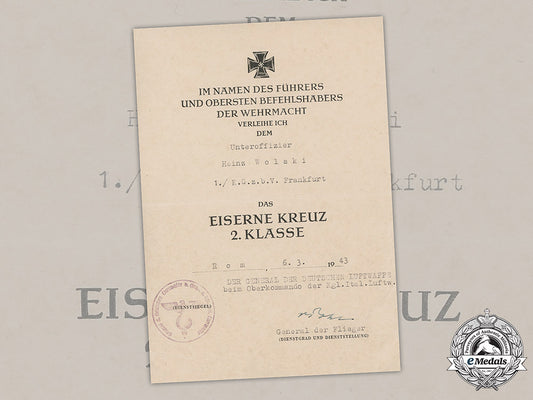 IM NAMEN DES FÜHRERS
UND OBERSTEN BEFEHLSHABERS
DER WEHRMACHT
VERLEIHE ICH
DEM
Unteroffizier
Heinz Wolski
1./ K.G.z.b.V. Frankfurt
DAS
EISERNE KREUZ
2. KLASSE
Rom , 6.3. 1943
DER GENERAL DER DEUTSCHEN LUFTWAFFE
beim Oberkommando der Kgl.Ital.Luftw.
(DIENSTSIEGEL)
General der Flieger
(DIENSTGRAD UND DIENSTSTELLUNG)
eMedals